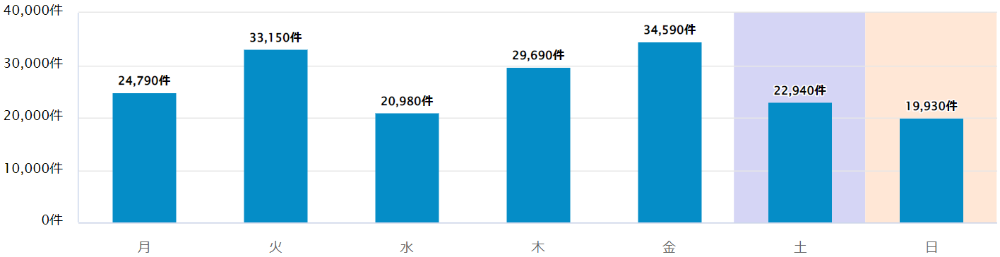 40,000件
30,000件
20,000件
10,000件
0件
24,790件
33,150件
20,980件
29,690件
34,590件
22,940件
19,930件
月 火 水 木 金 土 日